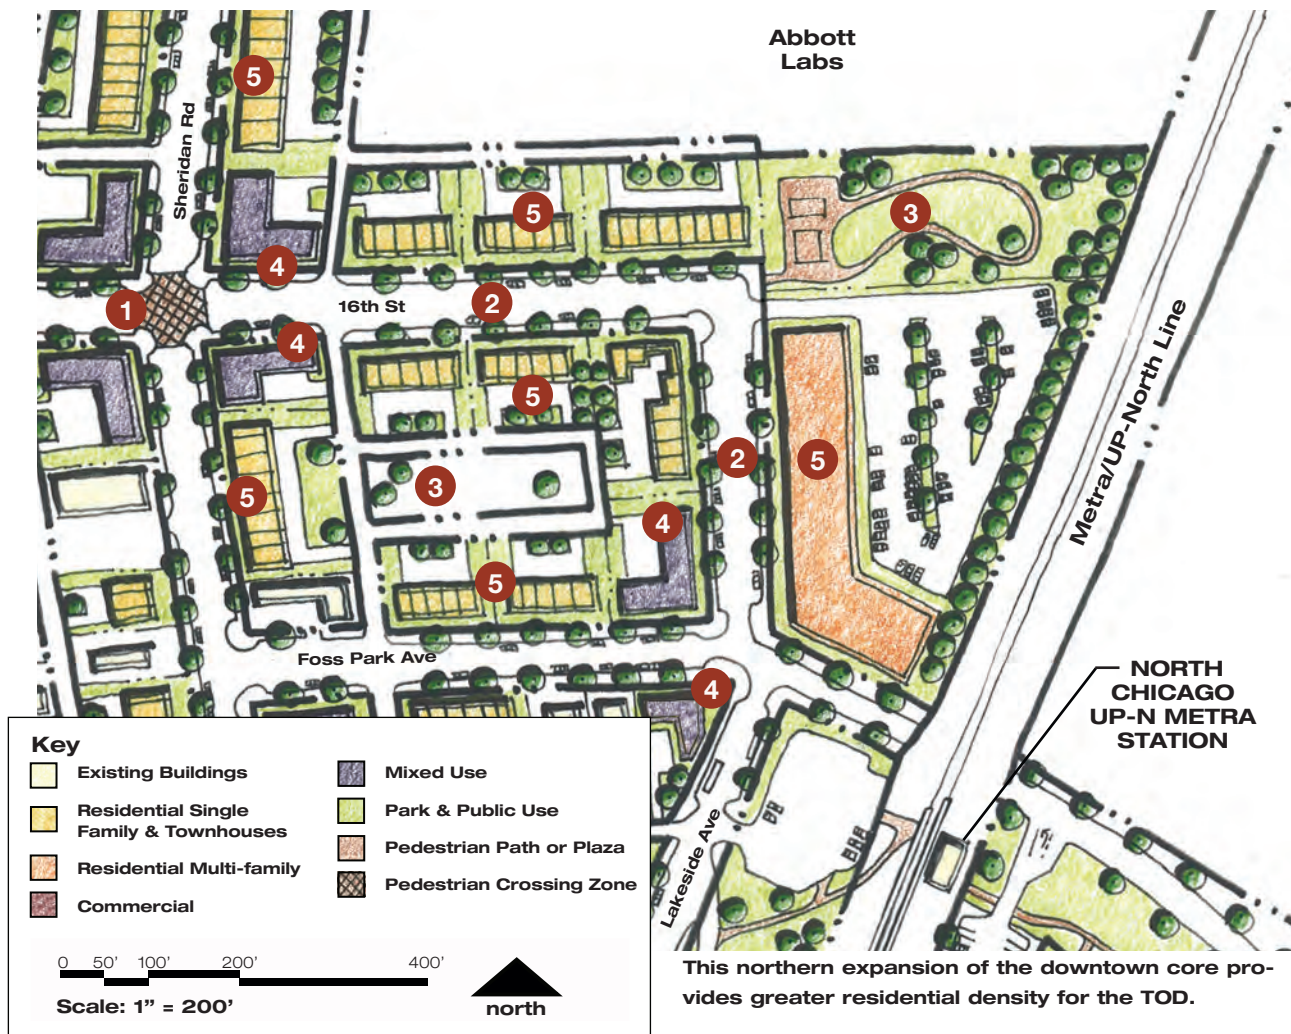 Abbott
Labs
5
Sheridan Rd
5
3
4
2
1
16th St
4
Metra/UP-North Line
5
2
5
3
5
4
5
Foss Park Ave
4
NORTH
CHICAGO
UP-N METRA
STATION
Lakeside Ave
Key
Existing Buildings
Residential Single
Family & Townhouses
Residential Multi-family
Commercial
Mixed Use
Park & Public Use
Pedestrian Path or Plaza
Pedestrian Crossing Zone
0 50' 100' 200' 400'
Scale: 1” = 200’
north
This northern expansion of the downtown core pro-
vides greater residential density for the TOD.